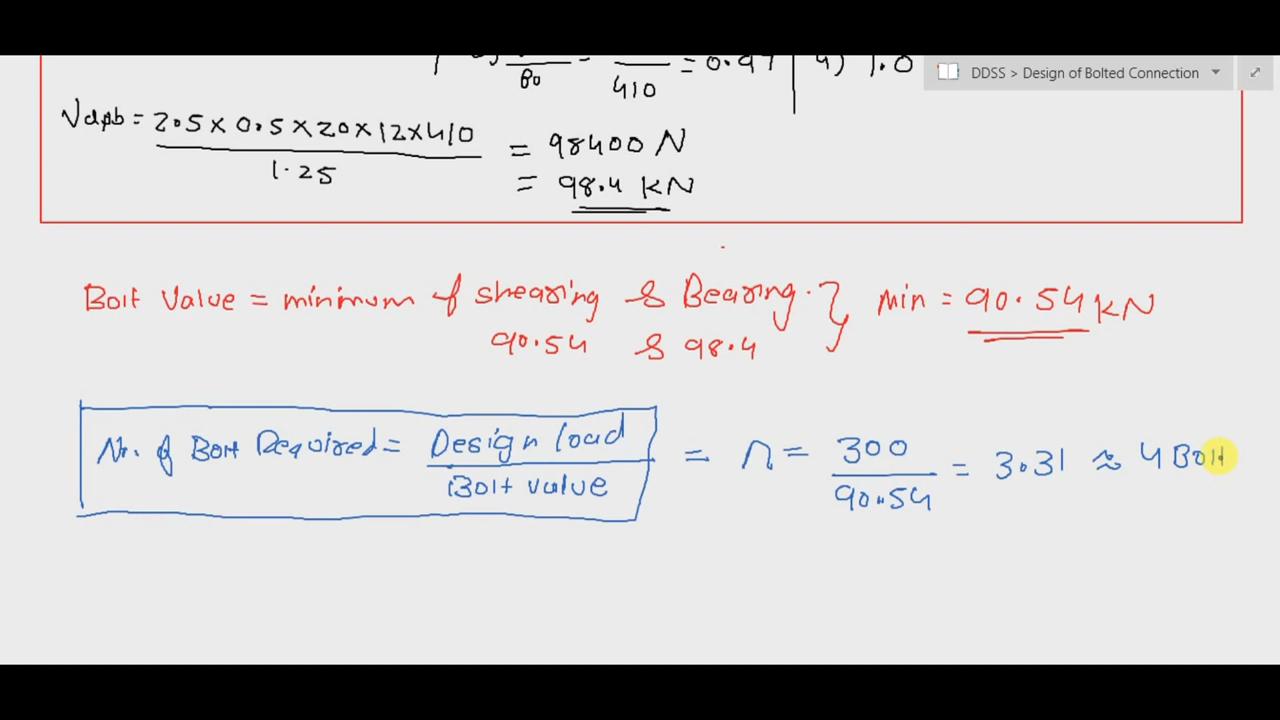 DDSS > Design of Bolted Connection
80 410 = 0.97 4) 1.0
Vdpb = 2.5 × 0.5 × 20 × 12 × 410 = 98400 N
1.25
= 98.4 KN
Bolt Value = minimum of shearing & Bearing. } Min = 90.54 KN
90.54 & 98.4
Nr. of Bolt Required = Design load = n = 300 = 3.31 ≈ 4 Bolt
Bolt value 90.54